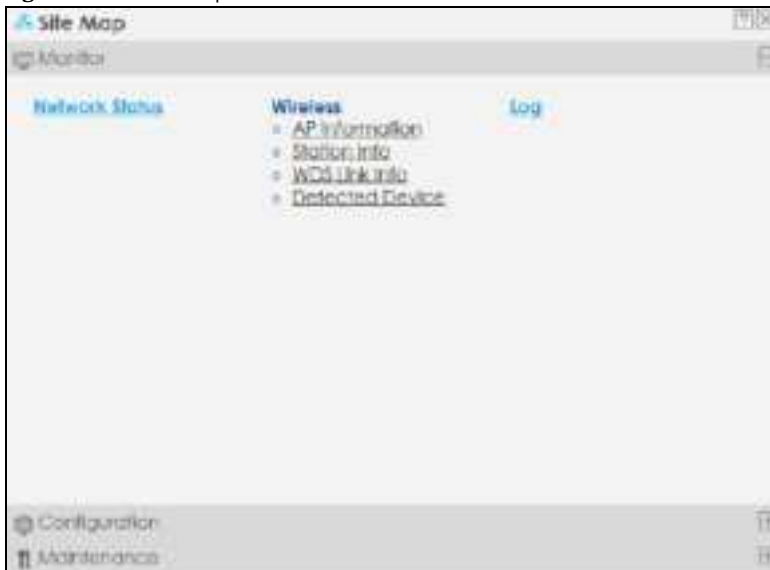 Site Map
Monitor
Network Status
Wireless
AP Information
Station Info
WDS Link Info
Detected Device
Log
Configuration
Maintenance